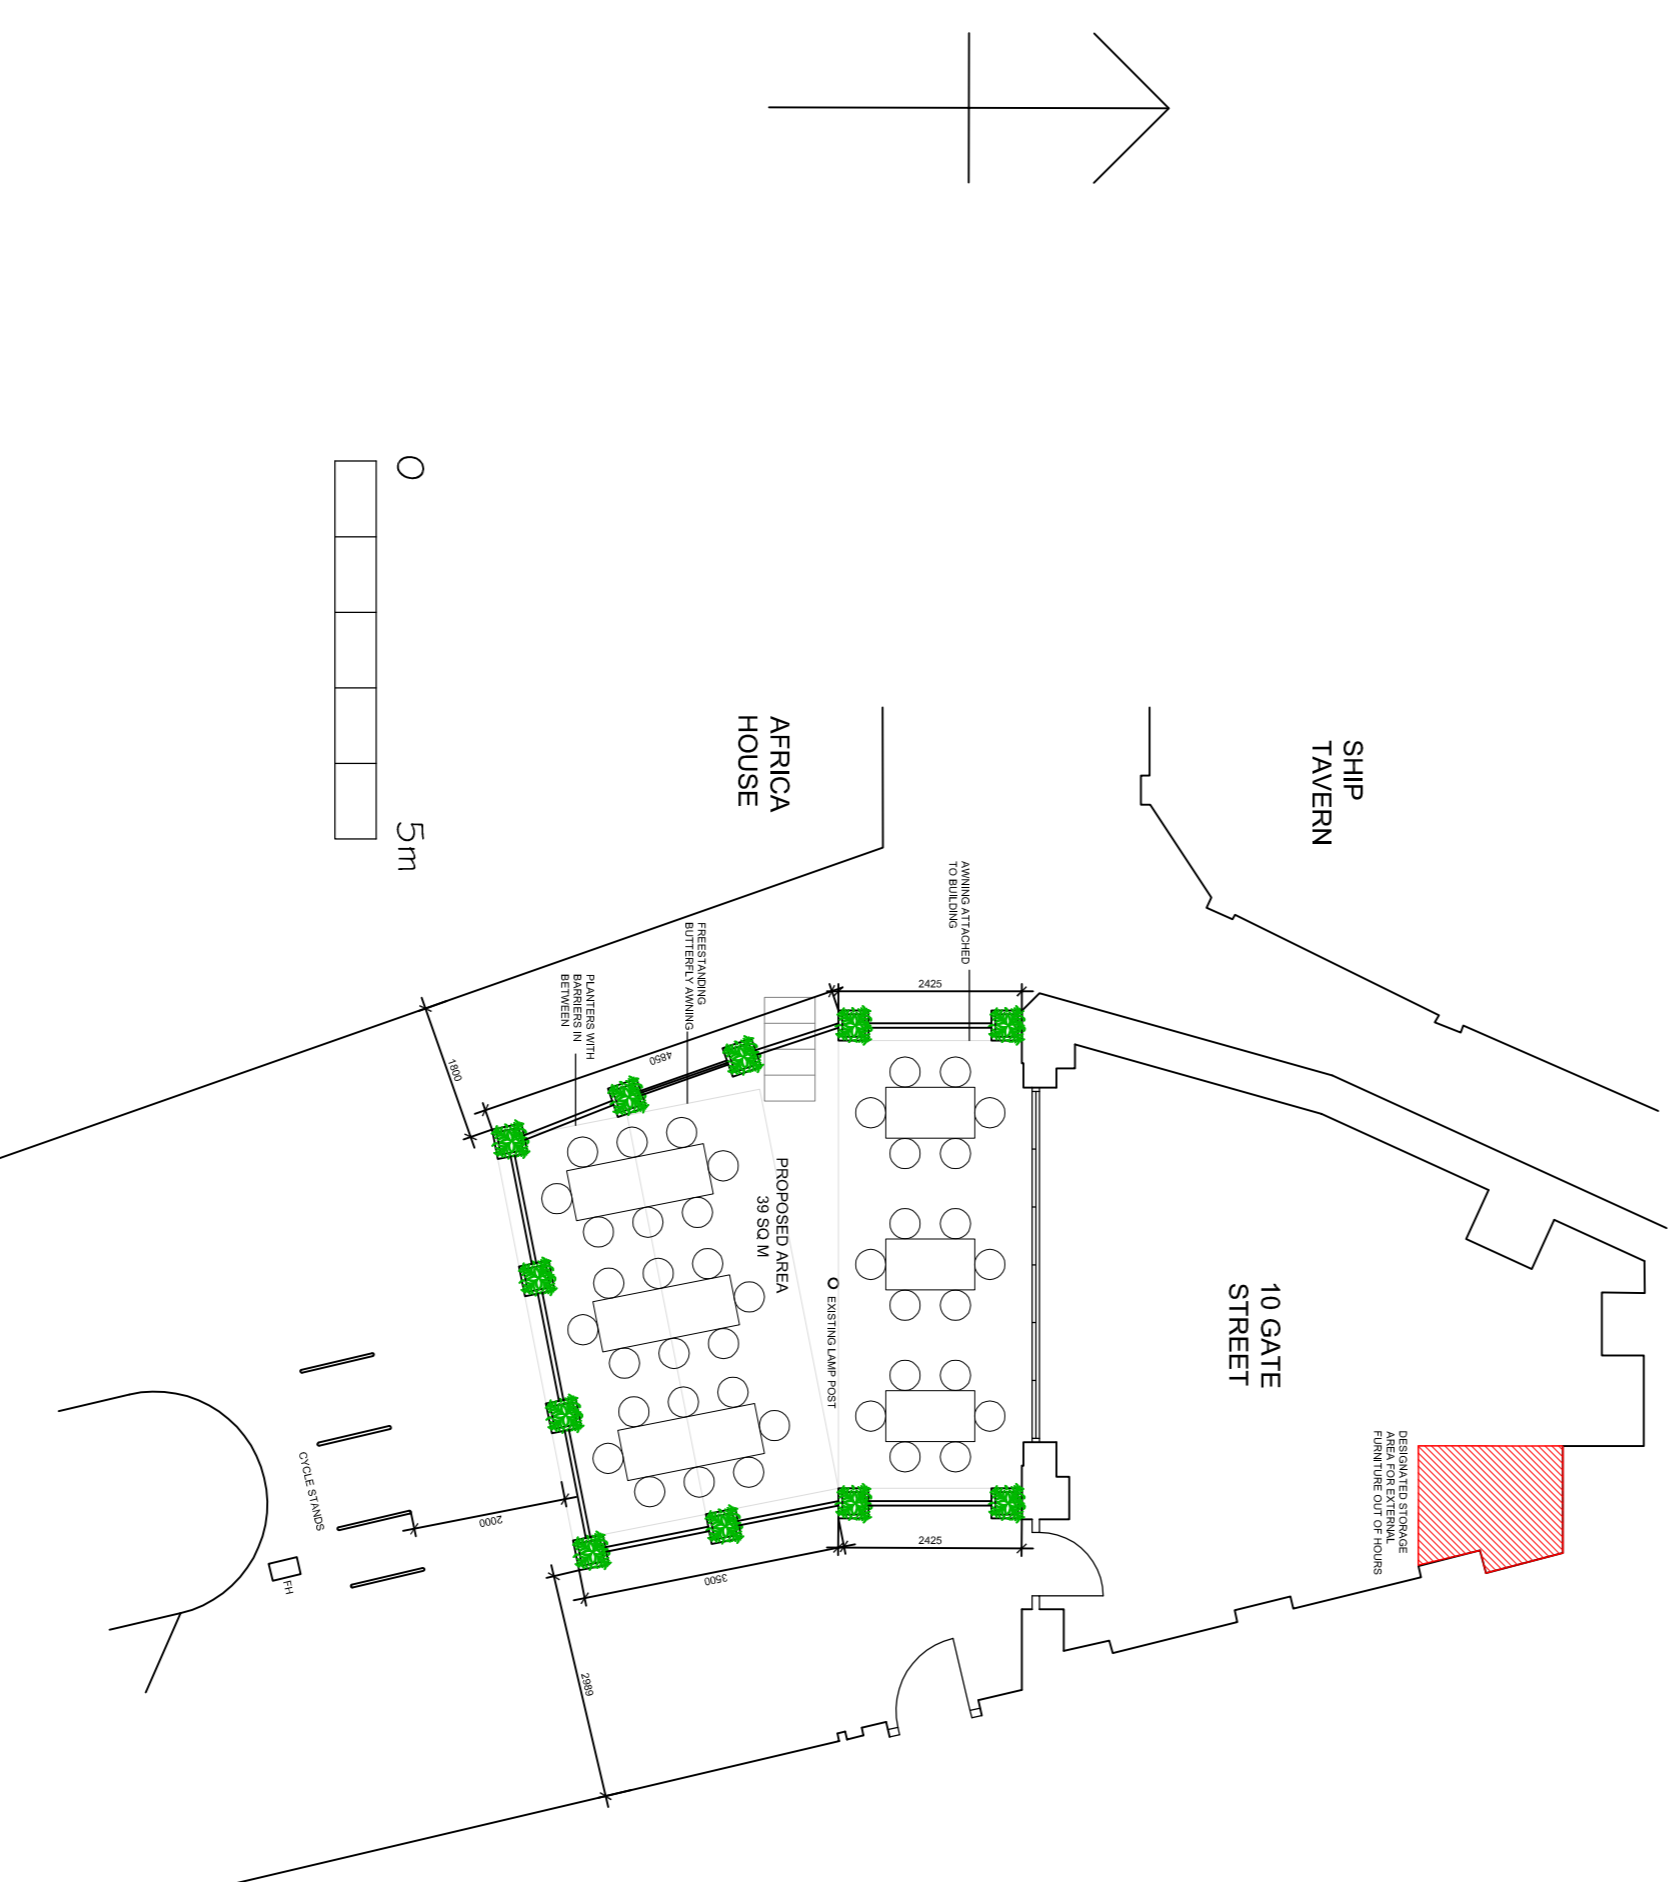 SHIP
TAVERN
AFRICA
HOUSE
0
5m
AWNING ATTACHED
TO BUILDING
FREESTANDING
BUTTERFLY AWNING
PLANTERS WITH
BARRIERS IN
BETWEEN
2425
4850
1800
PROPOSED AREA
39 SQ M
EXISTING LAMP POST
10 GATE
STREET
DESIGNATED STORAGE
AREA FOR EXTERNAL
FURNITURE OUT OF HOURS
CYCLE STANDS
2000
FH
2425
3500
2989